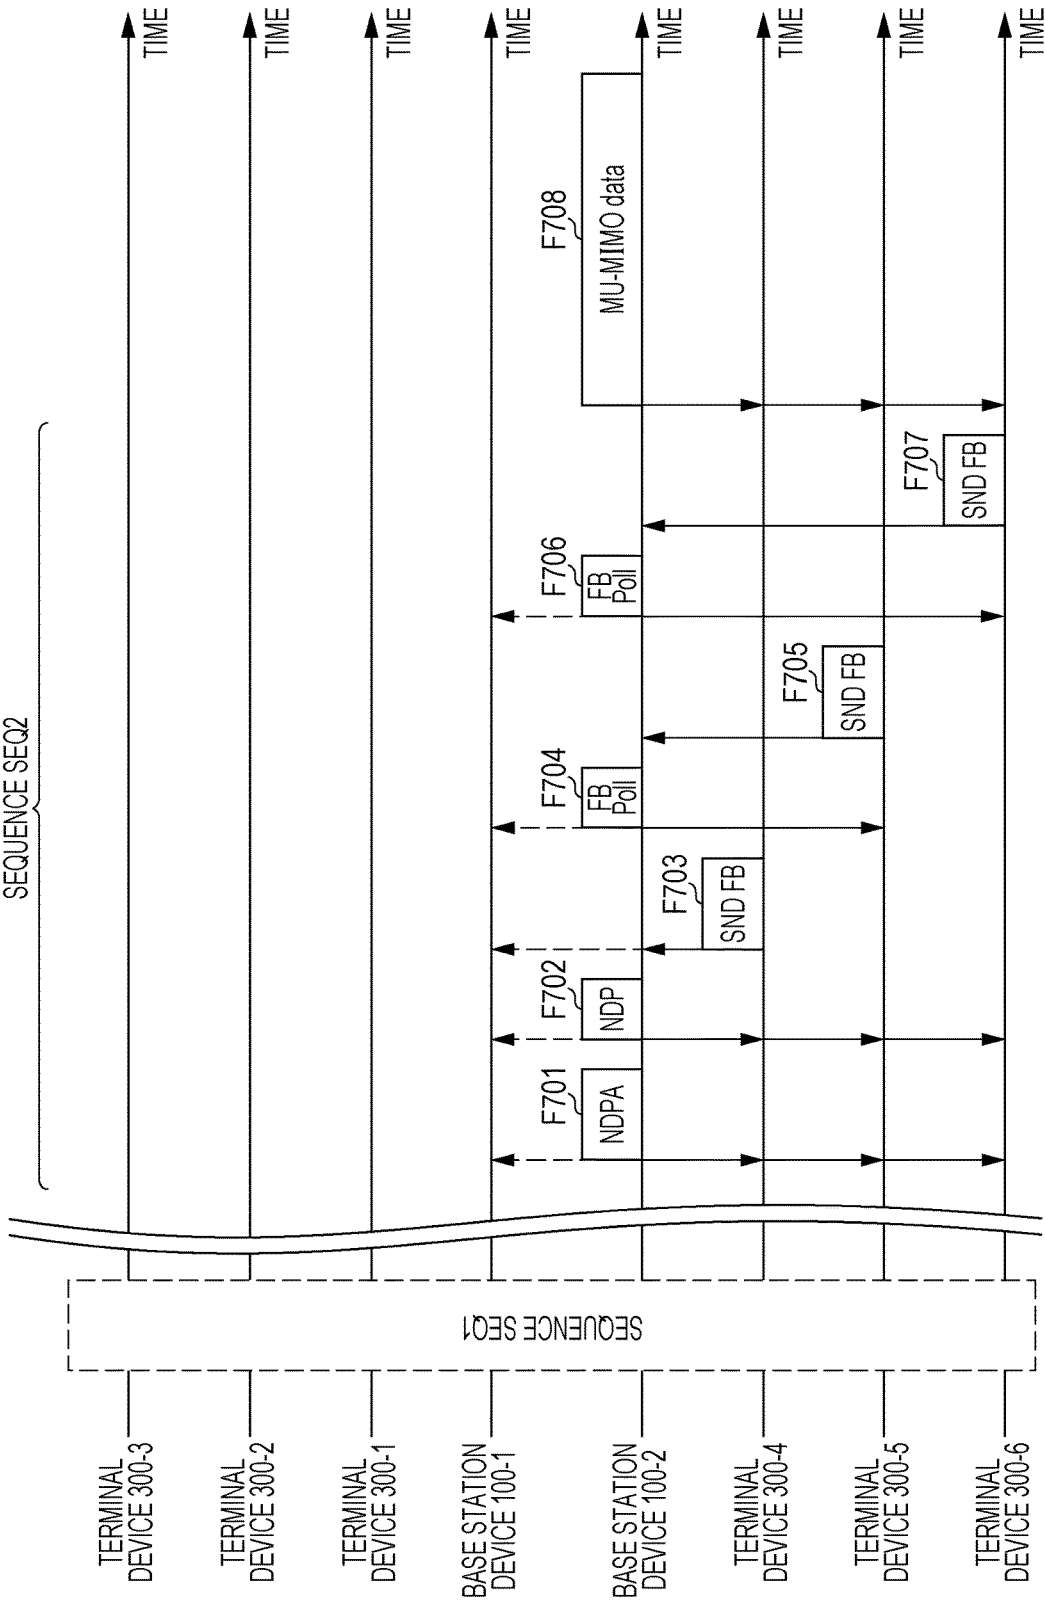 SEQUENCE SEQ2
TERMINAL
DEVICE 300-3
TIME
TERMINAL
DEVICE 300-2
TIME
TERMINAL
DEVICE 300-1
TIME
BASE STATION
DEVICE 100-1
TIME
SEQUENCE SEQ1
F701
NDPA
F702
NDP
F704
FB
Poll
F706
FB
Poll
F708
MU-MIMO data
BASE STATION
DEVICE 100-2
TIME
F703
SND FB
TERMINAL
DEVICE 300-4
TIME
F705
SND FB
TERMINAL
DEVICE 300-5
TIME
F707
SND FB
TERMINAL
DEVICE 300-6
TIME